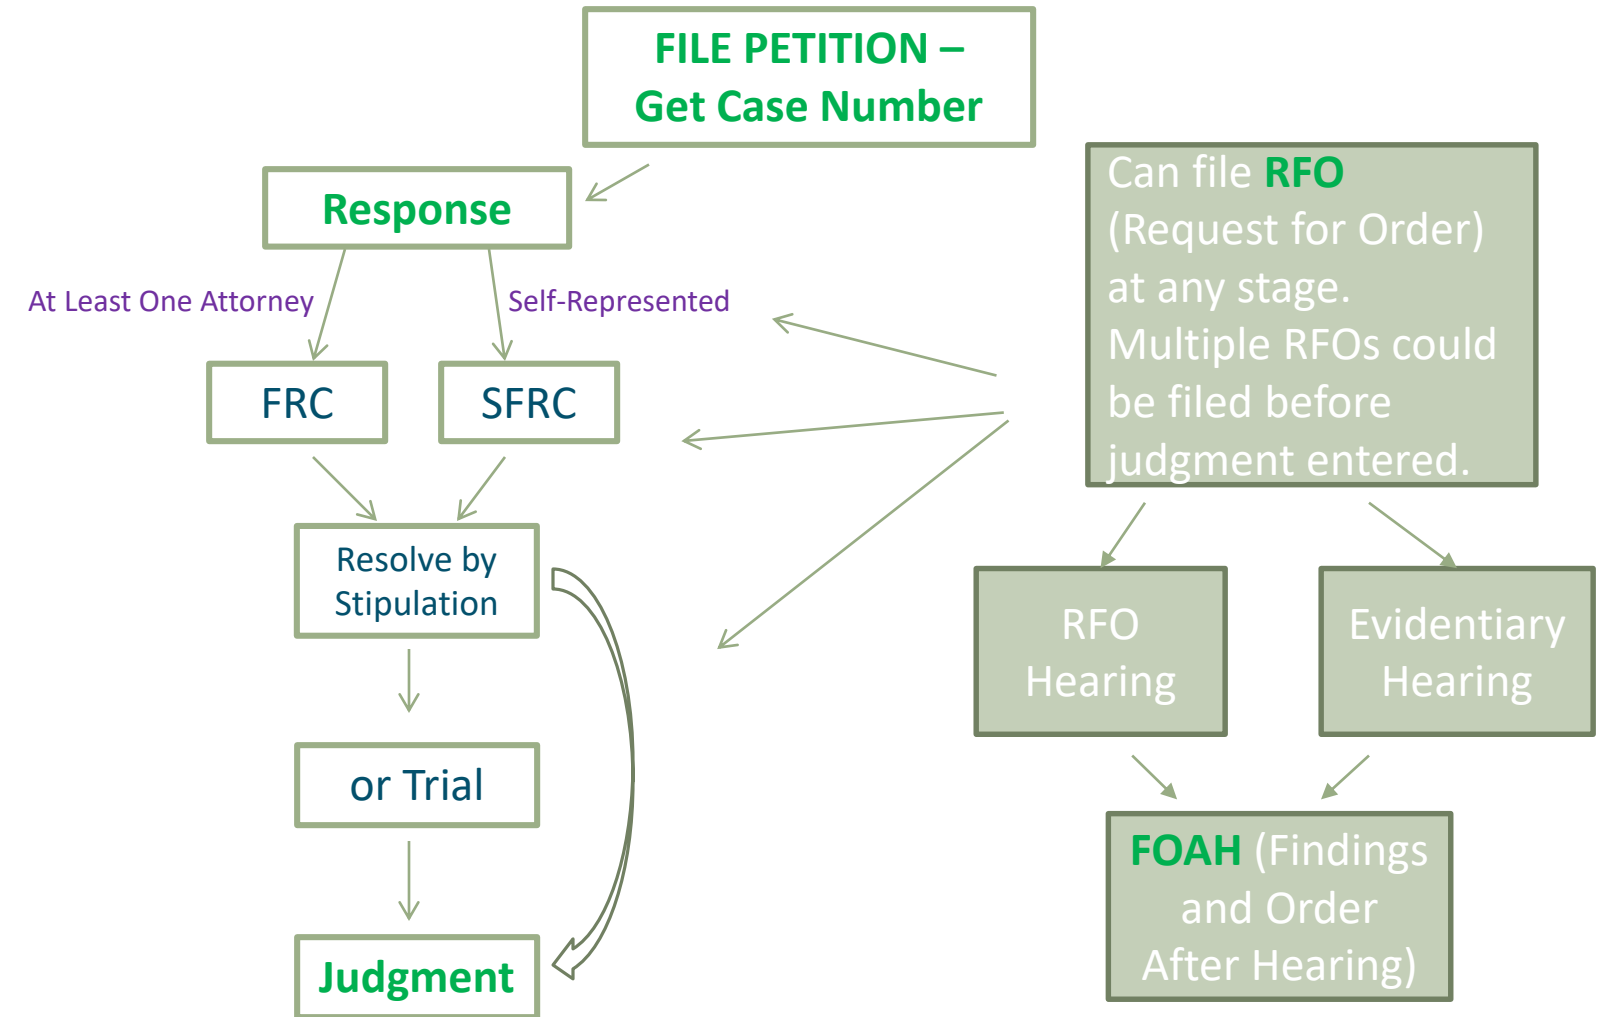 FILE PETITION –
Get Case Number
Response
At Least One Attorney
Self-Represented
FRC
SFRC
Resolve by
Stipulation
or Trial
Judgment
Can file RFO
(Request for Order)
at any stage.
Multiple RFOs could
be filed before
judgment entered.
RFO
Hearing
Evidentiary
Hearing
FOAH (Findings
and Order
After Hearing)